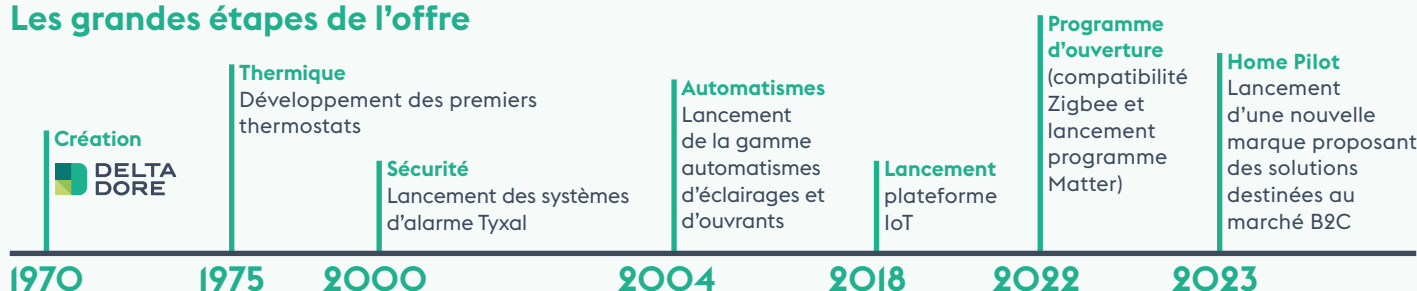 Les grandes étapes de l'offre
Création
DELTA
DORE
Thermique
Développement des premiers
thermostats
Sécurité
Lancement des systèmes
d'alarme Tyxal
Automatismes
Lancement
de la gamme
automatismes
d'éclairages et
d'ouvrants
Lancement
plateforme
IoT
Programme
d'ouverture
(compatibilité
Zigbee et
lancement
programme
Matter)
Home Pilot
Lancement
d'une nouvelle
marque proposant
des solutions
destinées au
marché B2C
1970
1975
2000
2004
2018
2022
2023